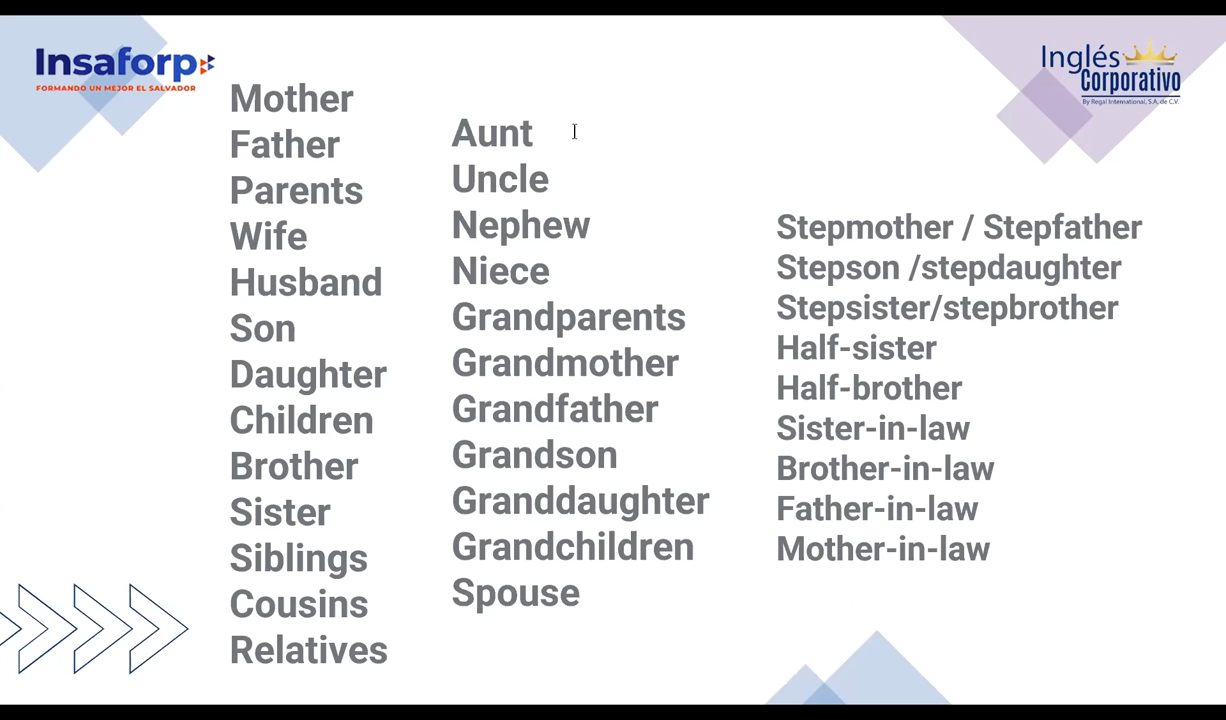 Insaforp
FORMANDO UN MEJOR EL SALVADOR
Inglés
Corporativo
By Regal International, S.A. de C.V.
Mother
Father
Parents
Wife
Husband
Son
Daughter
Children
Brother
Sister
Siblings
Cousins
Relatives
Aunt
Uncle
Nephew
Niece
Grandparents
Grandmother
Grandfather
Grandson
Granddaughter
Grandchildren
Spouse
Stepmother / Stepfather
Stepson /stepdaughter
Stepsister/stepbrother
Half-sister
Half-brother
Sister-in-law
Brother-in-law
Father-in-law
Mother-in-law